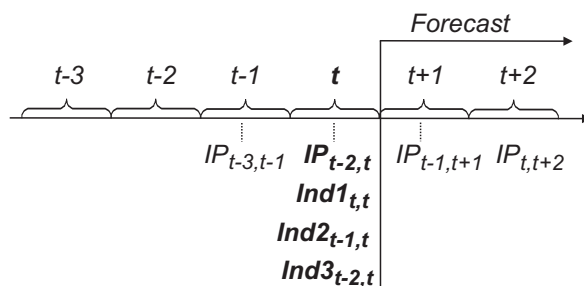 Forecast
t-3 t-2 t-1 t t+1 t+2
IP_{t-3,t-1} IP_{t-2,t} IP_{t-1,t+1} IP_{t,t+2}
Ind1_{t,t}
Ind2_{t-1,t}
Ind3_{t-2,t}